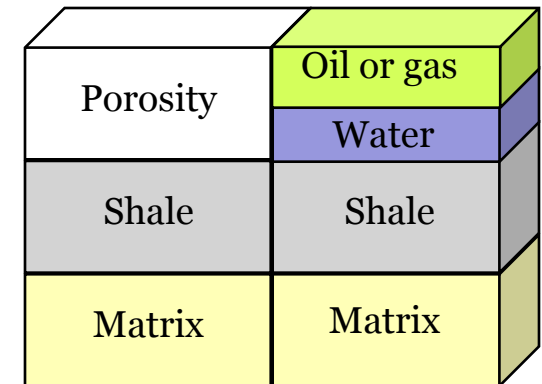 Porosity
Oil or gas
Water
Shale
Shale
Matrix
Matrix